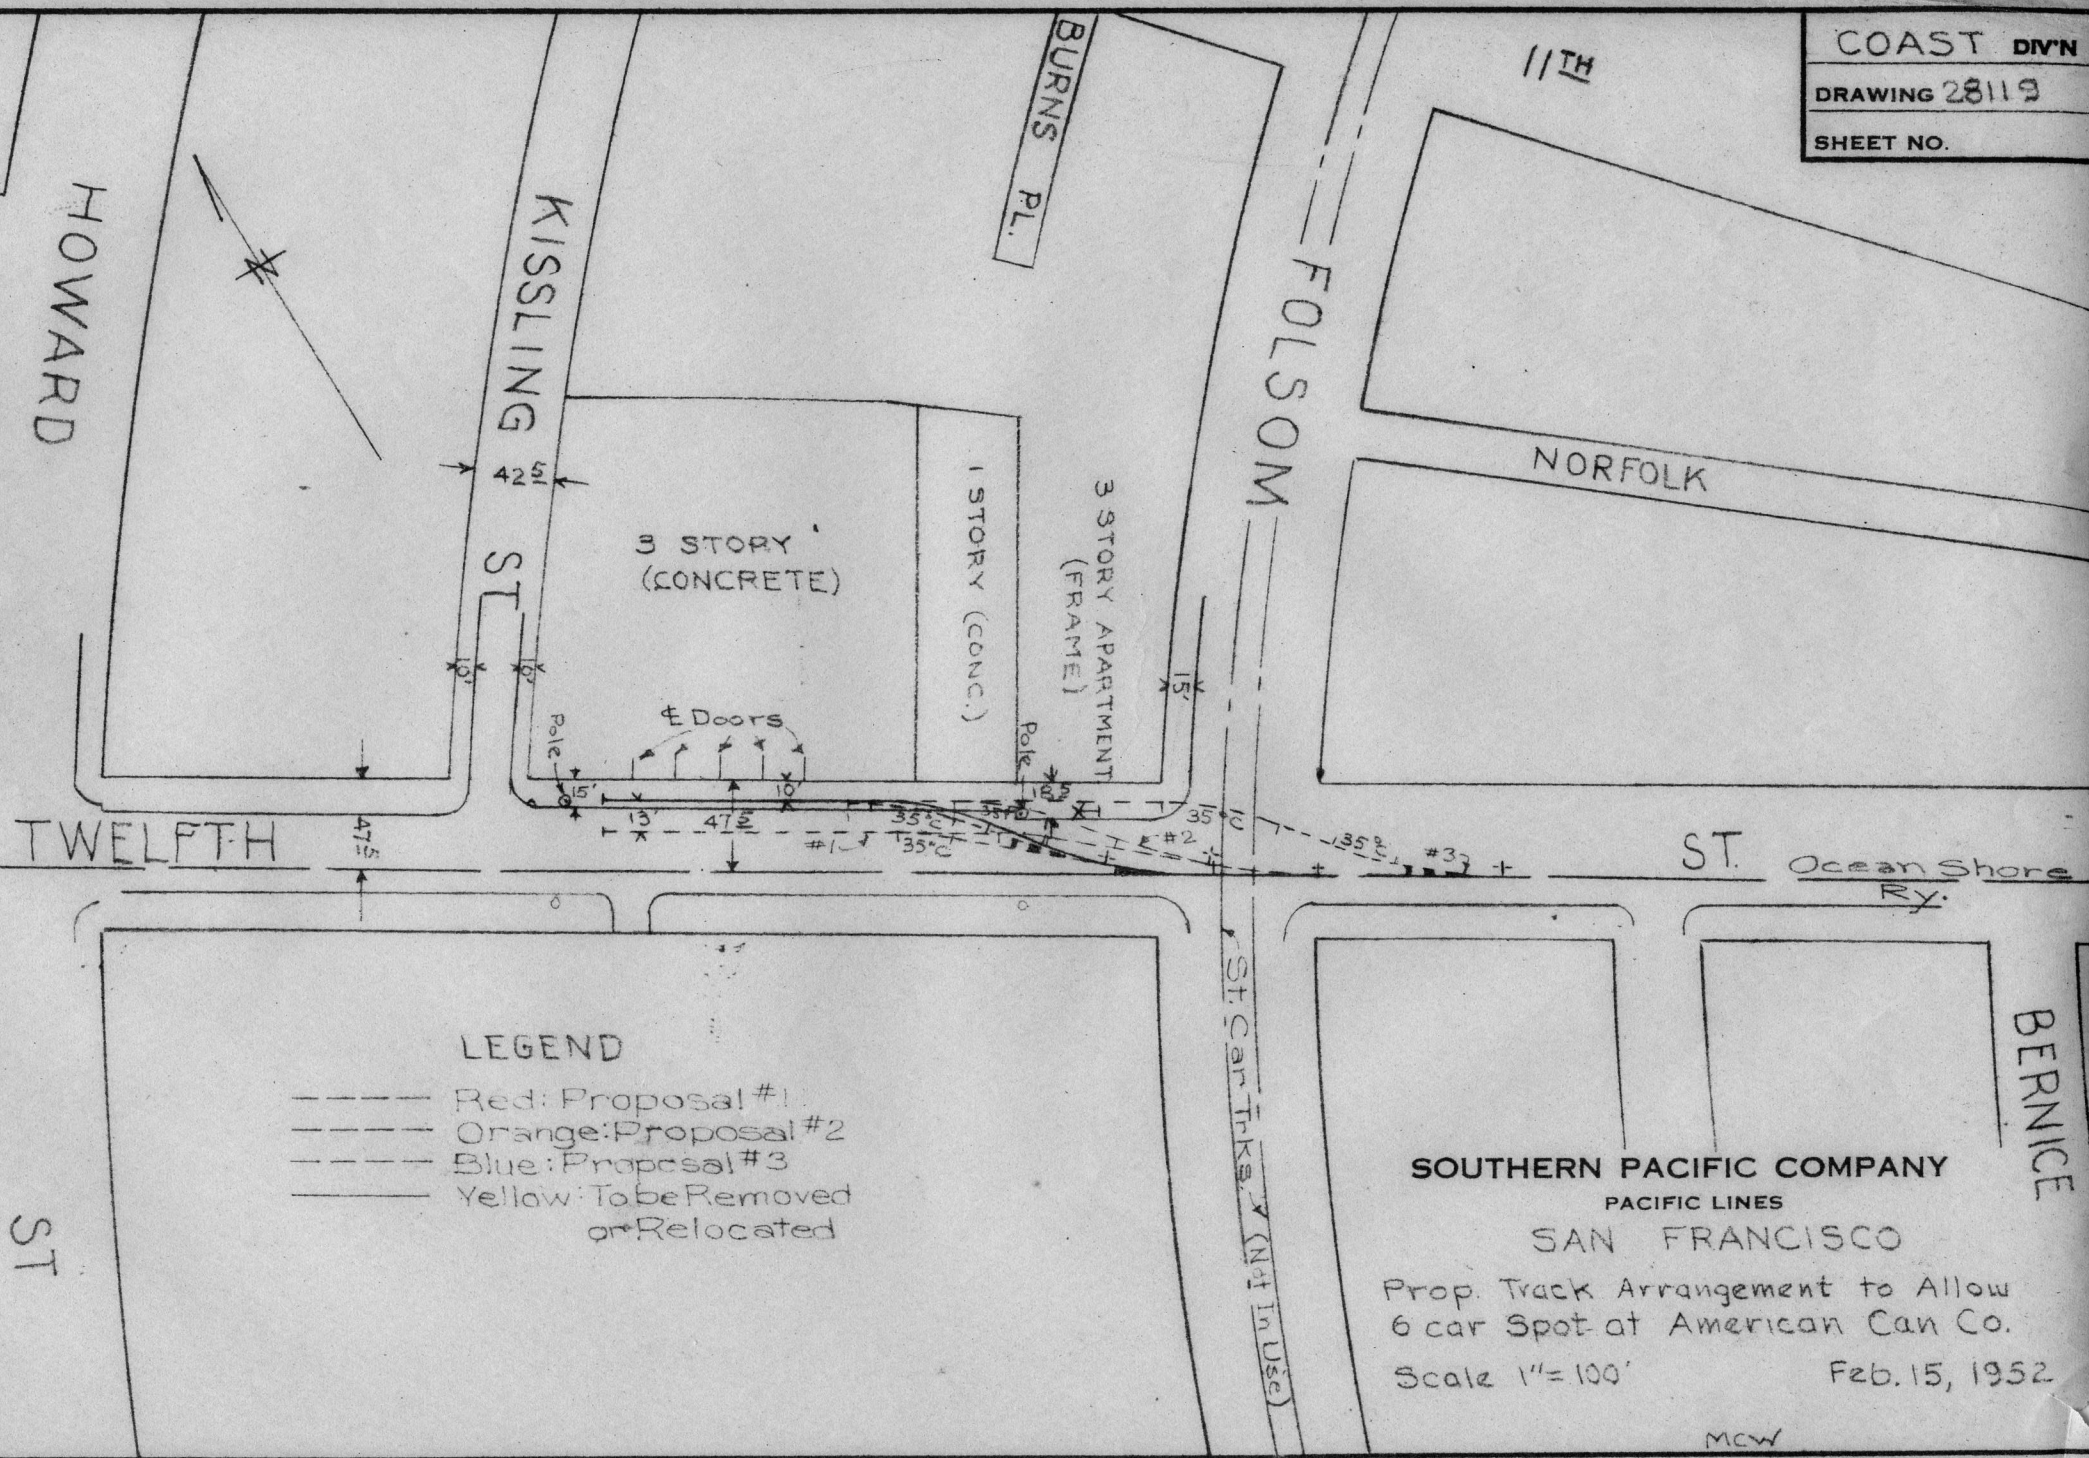 COAST DIV'N
DRAWING 28119
SHEET NO.
11TH
BURNS PL.
HOWARD
ST
KISSLING
ST
FOLSOM
NORFOLK
N
42 5
3 STORY
(CONCRETE)
1 STORY (CONC.)
3 STORY APARTMENT
(FRAME)
10'
10'
15'
Pole
℄ Doors
Pole
15'
10'
13'
47 5
47 5
35°C
35°C
35°C
35°C
#1
#2
#3
TWELFTH
ST.
Ocean Shore
Ry.
St. Car Trks. (Not In Use)
BERNICE
LEGEND
Red: Proposal #1
Orange: Proposal #2
Blue: Proposal #3
Yellow: To be Removed
or Relocated
SOUTHERN PACIFIC COMPANY
PACIFIC LINES
SAN FRANCISCO
Prop. Track Arrangement to Allow
6 car Spot at American Can Co.
Scale 1"=100' Feb. 15, 1952
MCW